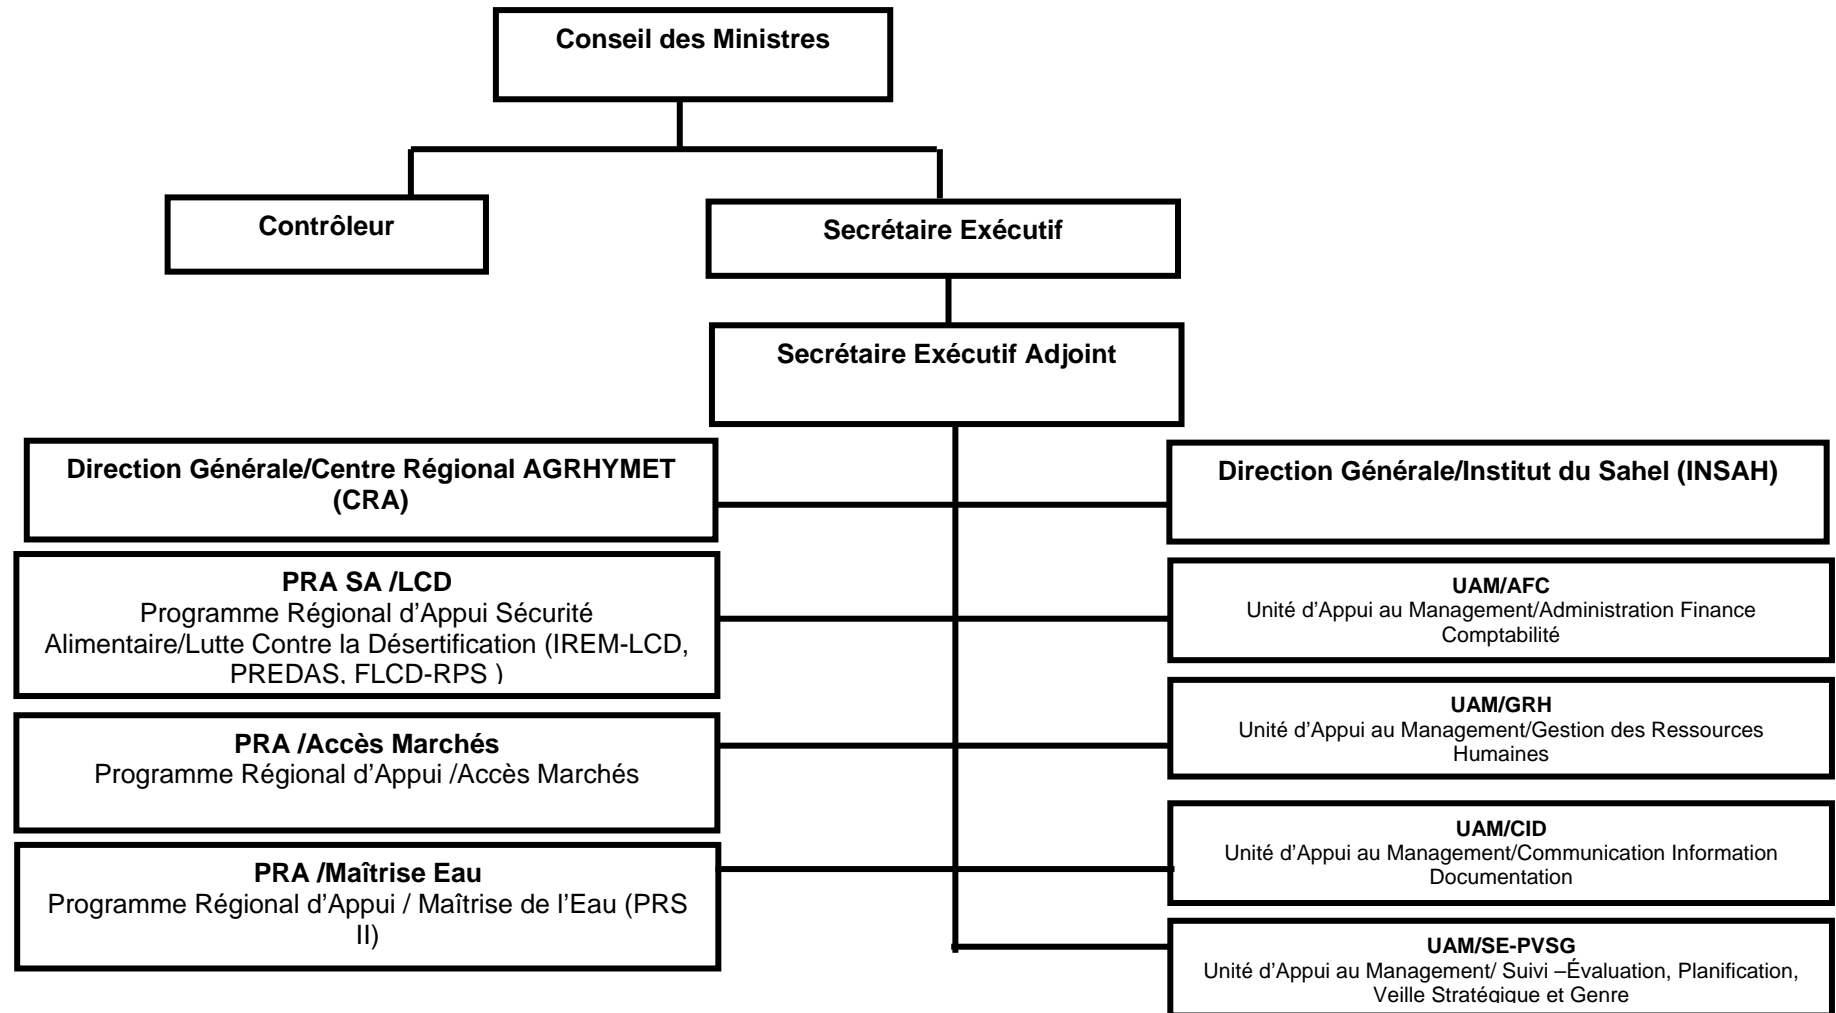 Conseil des Ministres
Contrôleur
Secrétaire Exécutif
Secrétaire Exécutif Adjoint
Direction Générale/Centre Régional AGRHYMET
(CRA)
PRA SA /LCD
Programme Régional d’Appui Sécurité
Alimentaire/Lutte Contre la Désertification (IREM-LCD,
PREDAS, FLCD-RPS )
PRA /Accès Marchés
Programme Régional d’Appui /Accès Marchés
PRA /Maîtrise Eau
Programme Régional d’Appui / Maîtrise de l’Eau (PRS
II)
Direction Générale/Institut du Sahel (INSAH)
UAM/AFC
Unité d’Appui au Management/Administration Finance
Comptabilité
UAM/GRH
Unité d’Appui au Management/Gestion des Ressources
Humaines
UAM/CID
Unité d’Appui au Management/Communication Information
Documentation
UAM/SE-PVSG
Unité d’Appui au Management/ Suivi –Évaluation, Planification,
Veille Stratégique et Genre